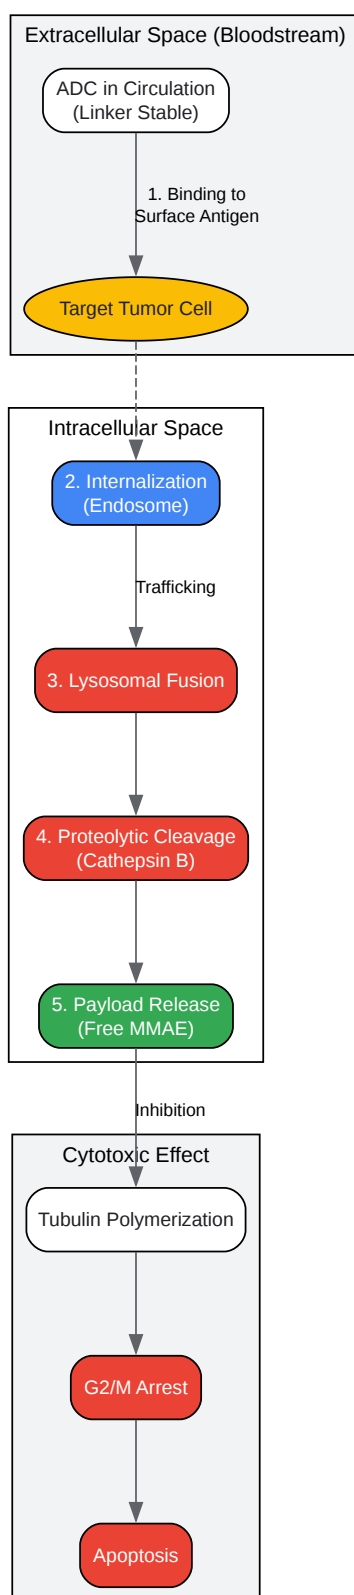 Extracellular Space (Bloodstream)
ADC in Circulation
(Linker Stable)
1. Binding to
Surface Antigen
Target Tumor Cell
Intracellular Space
2. Internalization
(Endosome)
Trafficking
3. Lysosomal Fusion
4. Proteolytic Cleavage
(Cathepsin B)
5. Payload Release
(Free MMAE)
Inhibition
Cytotoxic Effect
Tubulin Polymerization
G2/M Arrest
Apoptosis